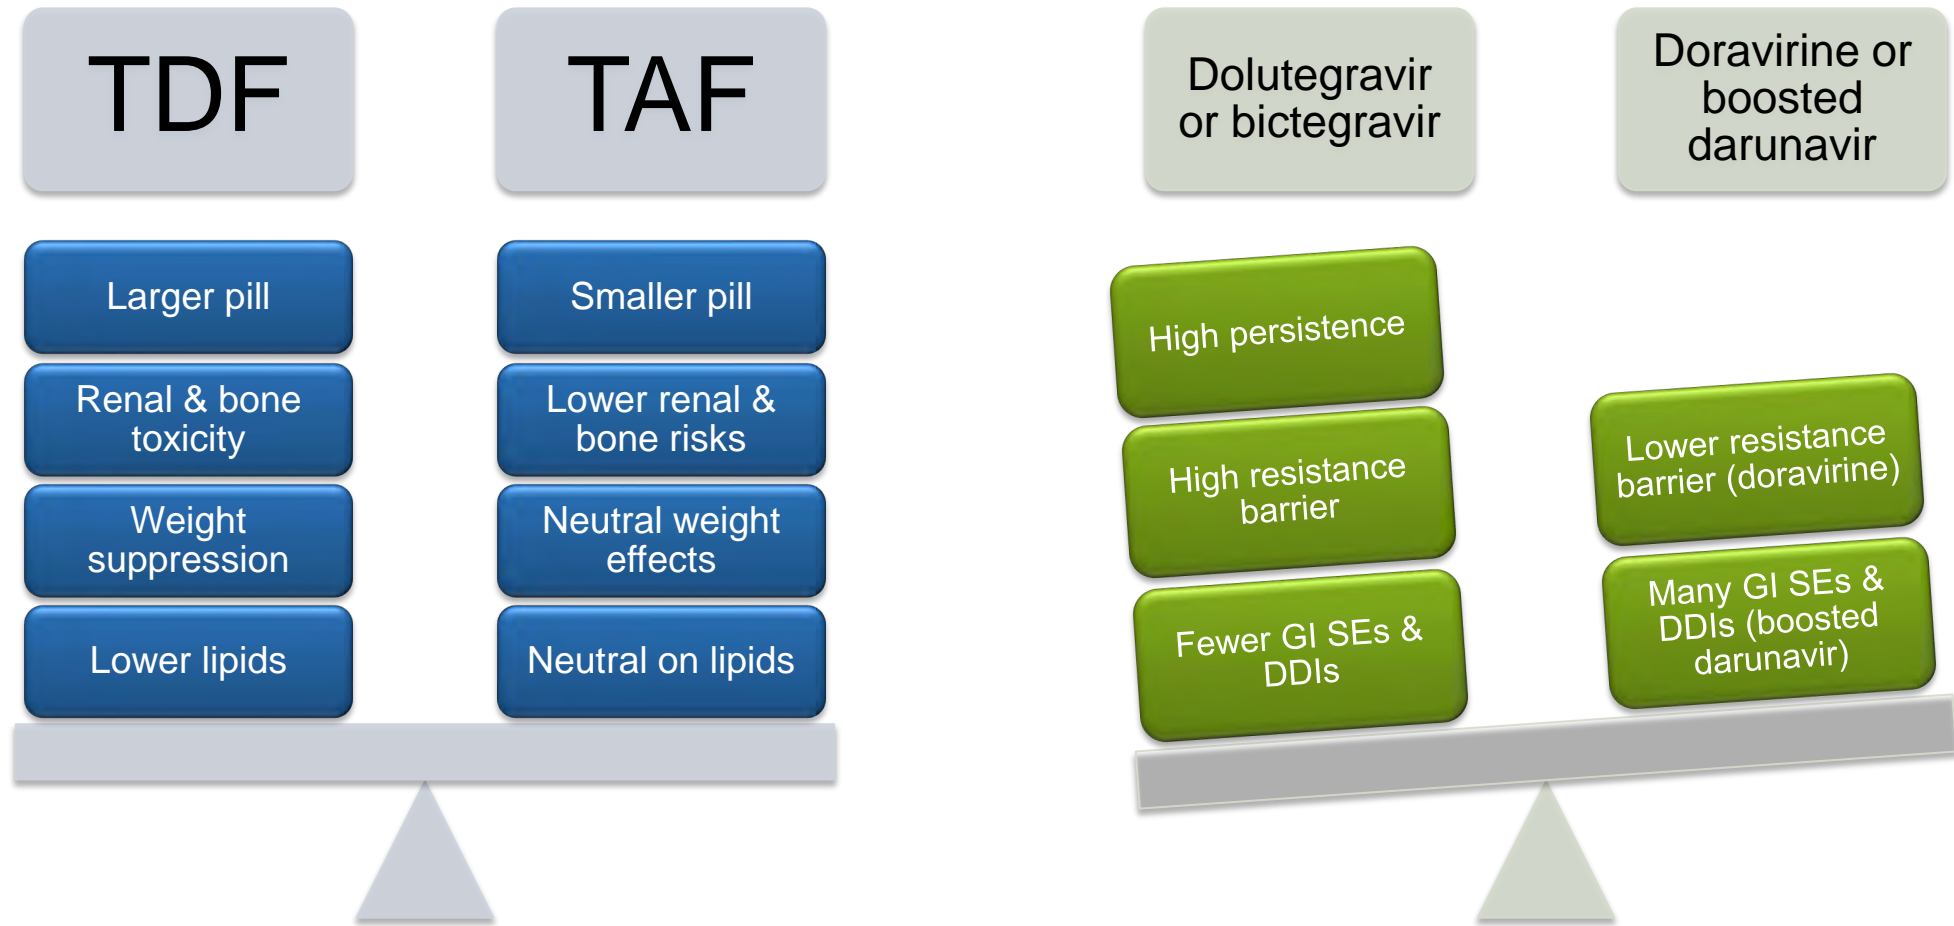 TDF
TAF
Larger pill
Smaller pill
Renal & bone
toxicity
Lower renal &
bone risks
Weight
suppression
Neutral weight
effects
Lower lipids
Neutral on lipids
Dolutegravir
or bictegravir
Doravirine or
boosted
darunavir
High persistence
High resistance
barrier
Lower resistance
barrier (doravirine)
Fewer GI SEs &
DDIs
Many GI SEs &
DDIs (boosted
darunavir)